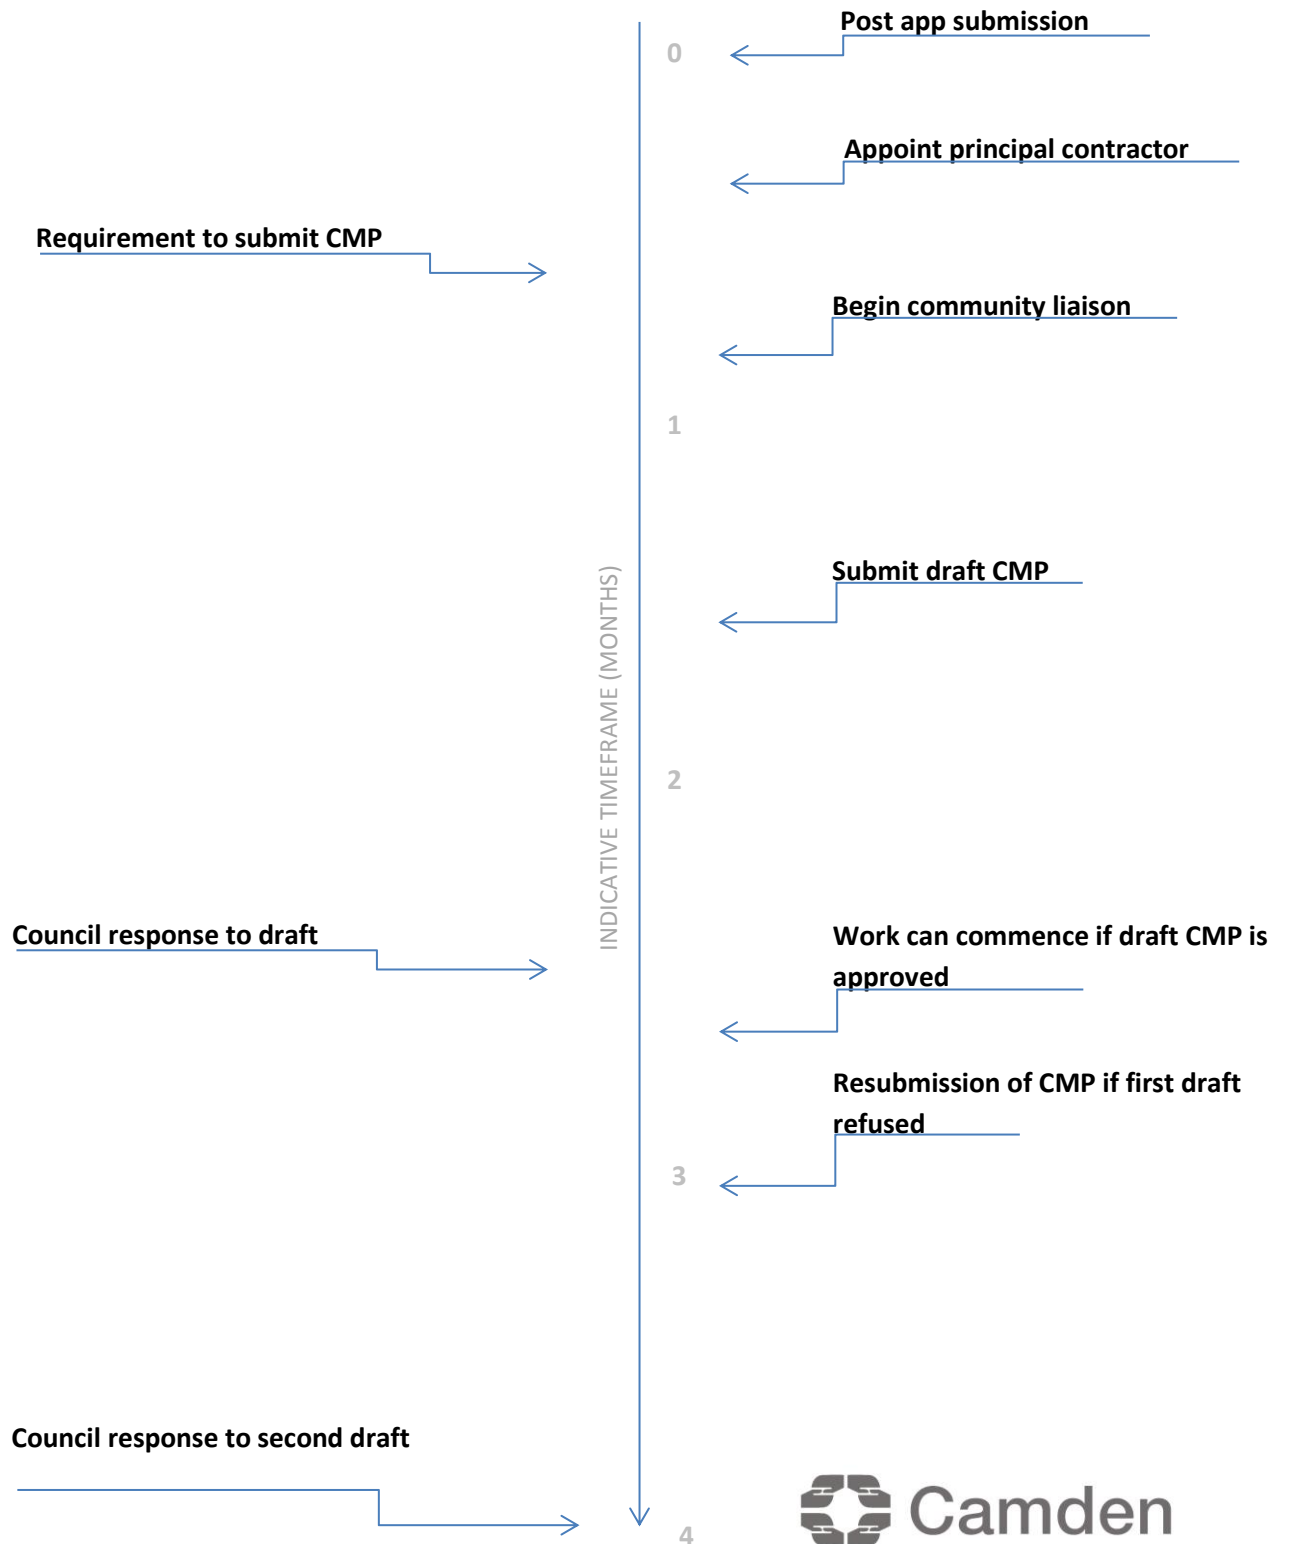 Post app submission
0
Appoint principal contractor
Requirement to submit CMP
Begin community liaison
1
Submit draft CMP
INDICATIVE TIMEFRAME (MONTHS)
2
Council response to draft
Work can commence if draft CMP is
approved
Resubmission of CMP if first draft
refused
3
Council response to second draft
Camden
4